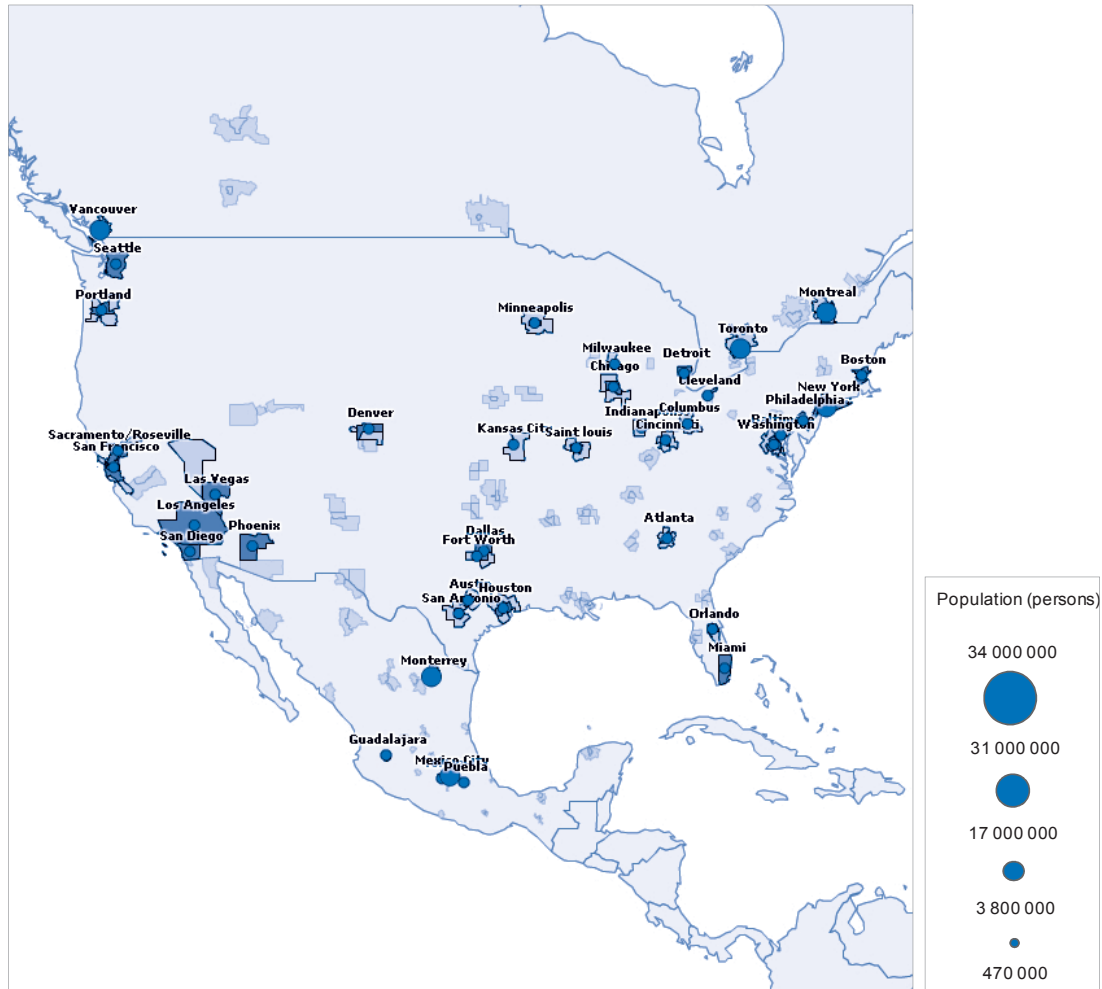 Vancouver
Seattle
Portland
Minneapolis
Montreal
Toronto
Milwaukee
Detroit
Boston
Chicago
Cleveland
New York
Philadelphia
Denver
Indianapolis
Columbus
Kansas City
Saint louis
Cincinnati
Baltimore
Washington
Sacramento/Roseville
San Francisco
Las Vegas
Los Angeles
San Diego
Phoenix
Atlanta
Dallas
Fort Worth
Austin
Houston
San Antonio
Orlando
Miami
Monterrey
Guadalajara
Mexico City
Puebla
Population (persons)
34 000 000
31 000 000
17 000 000
3 800 000
470 000